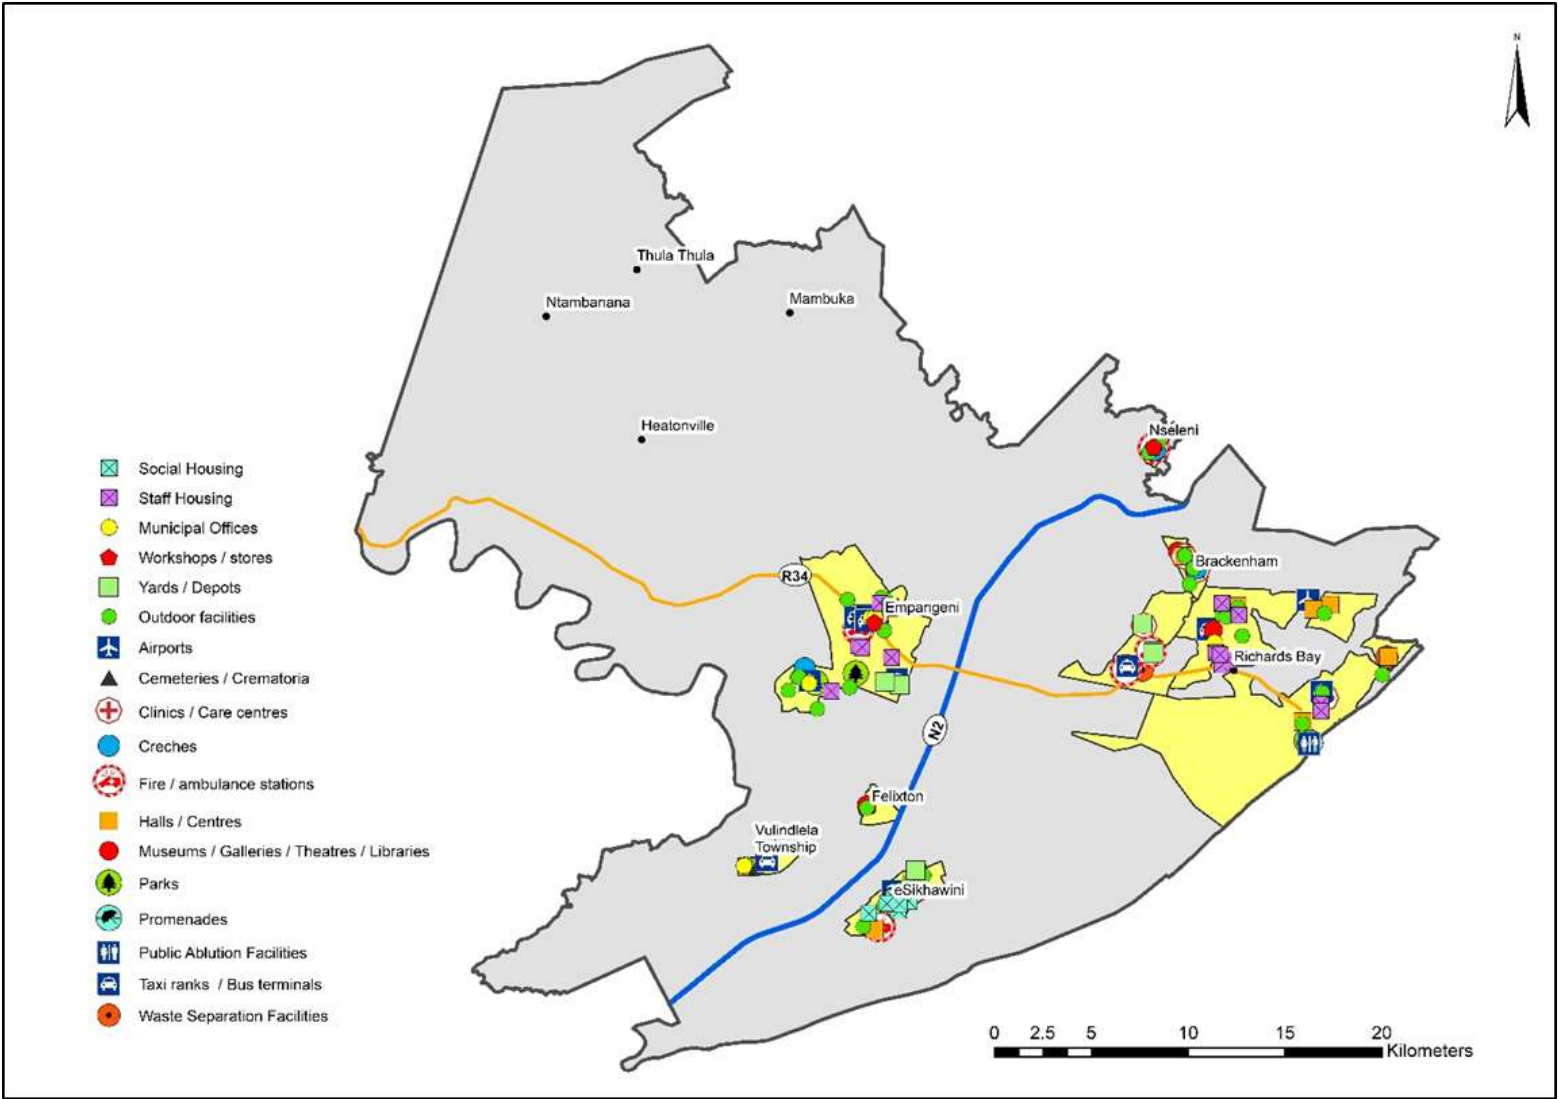 N
Thula Thula
Ntambanana
Mambuka
Heatonville
Nseleni
Brackenham
R34
Empangeni
Richards Bay
N2
Felixton
Vulindlela
Township
eSikhawini
Social Housing
Staff Housing
Municipal Offices
Workshops / stores
Yards / Depots
Outdoor facilities
Airports
Cemeteries / Crematoria
Clinics / Care centres
Creches
Fire / ambulance stations
Halls / Centres
Museums / Galleries / Theatres / Libraries
Parks
Promenades
Public Ablution Facilities
Taxi ranks / Bus terminals
Waste Separation Facilities
0 2.5 5 10 15 20
Kilometers